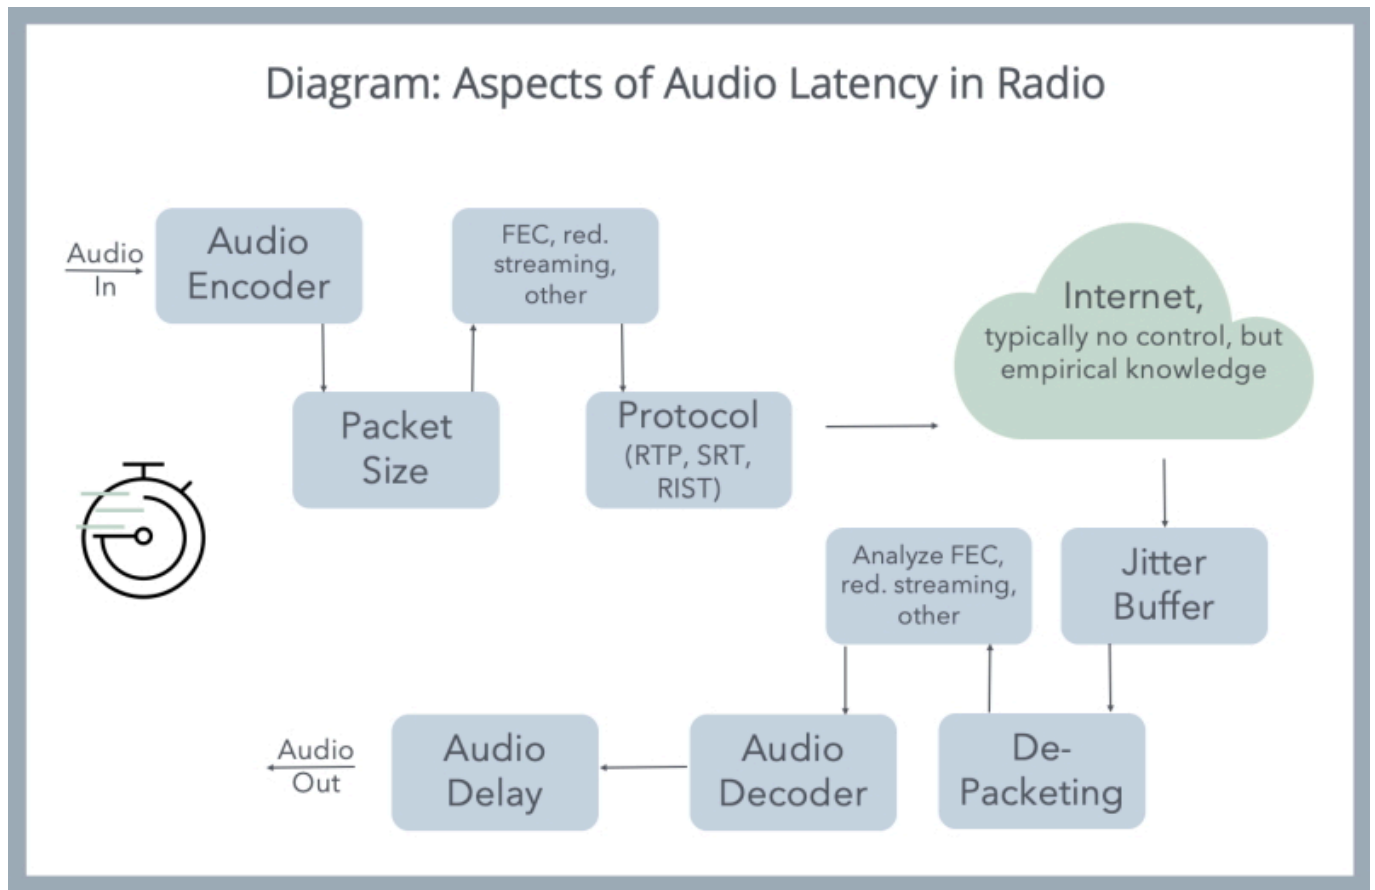 Diagram: Aspects of Audio Latency in Radio
Audio
In
Audio
Encoder
Packet
Size
FEC, red.
streaming,
other
Protocol
(RTP, SRT,
RIST)
Internet,
typically no control, but
empirical knowledge
Jitter
Buffer
De-
Packeting
Analyze FEC,
red. streaming,
other
Audio
Decoder
Audio
Delay
Audio
Out